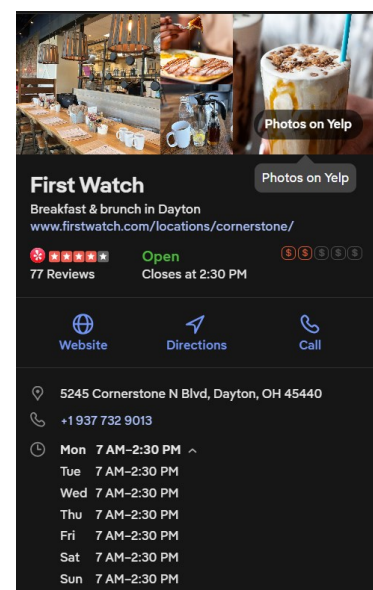 Photos on Yelp
Photos on Yelp
First Watch
Breakfast & brunch in Dayton
www.firstwatch.com/locations/cornerstone/
Open $ $ $ $ $
77 Reviews Closes at 2:30 PM
Website Directions Call
5245 Cornerstone N Blvd, Dayton, OH 45440
+1 937 732 9013
Mon 7 AM–2:30 PM
Tue 7 AM–2:30 PM
Wed 7 AM–2:30 PM
Thu 7 AM–2:30 PM
Fri 7 AM–2:30 PM
Sat 7 AM–2:30 PM
Sun 7 AM–2:30 PM